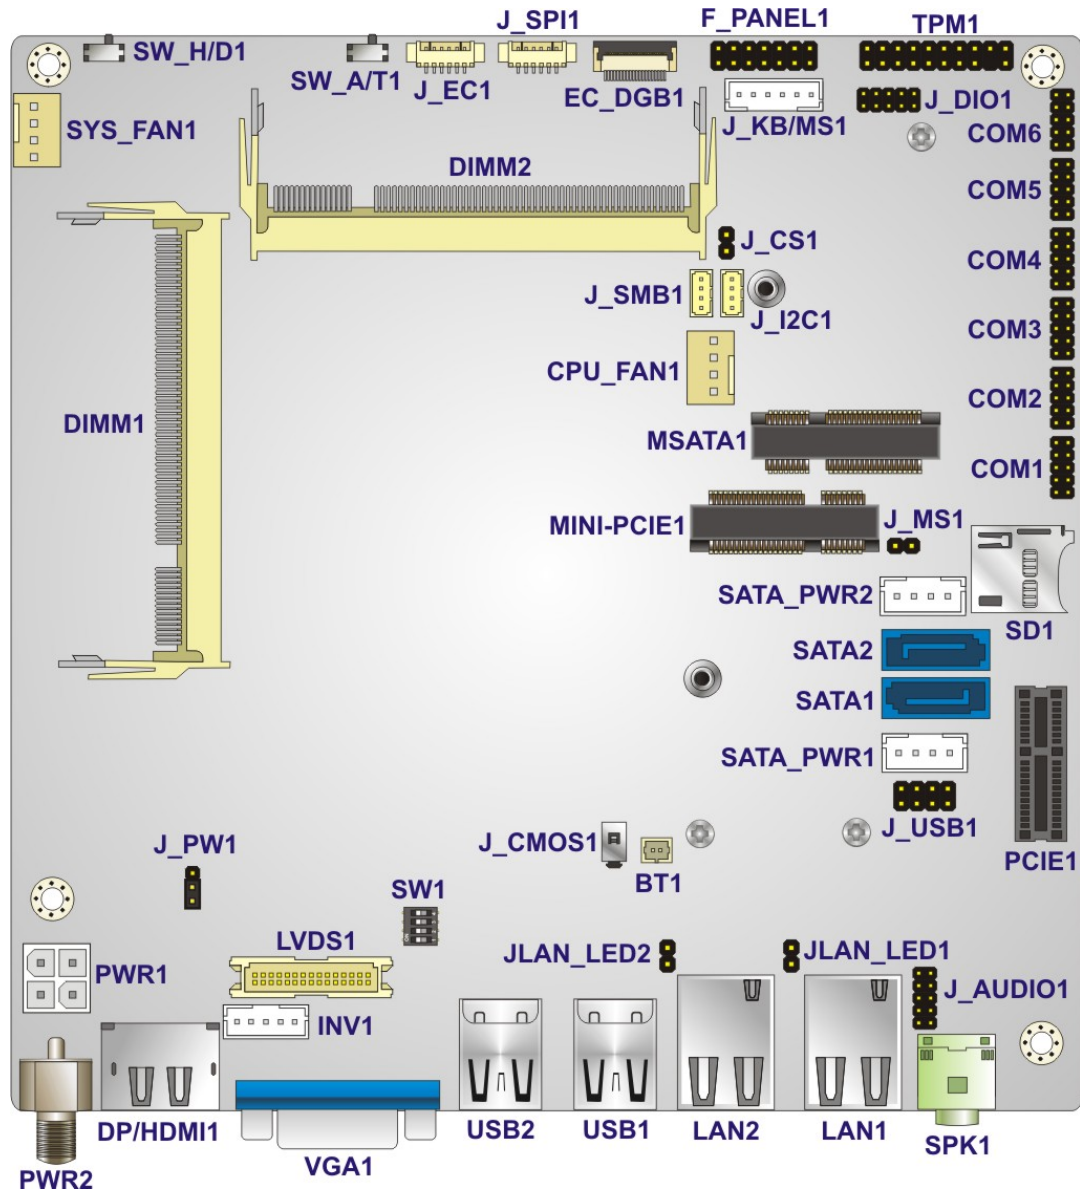 J_SPI1
F_PANEL1
TPM1
SW_H/D1
SW_A/T1
J_EC1
EC_DGB1
J_DIO1
SYS_FAN1
J_KB/MS1
COM6
DIMM2
COM5
J_CS1
COM4
J_SMB1
J_I2C1
COM3
CPU_FAN1
COM2
DIMM1
MSATA1
COM1
MINI-PCIE1
J_MS1
SATA_PWR2
SD1
SATA2
SATA1
SATA_PWR1
J_USB1
J_PW1
J_CMOS1
PCIE1
BT1
SW1
LVDS1
JLAN_LED2
JLAN_LED1
PWR1
J_AUDIO1
INV1
DP/HDMI1
USB2
USB1
LAN2
LAN1
SPK1
VGA1
PWR2